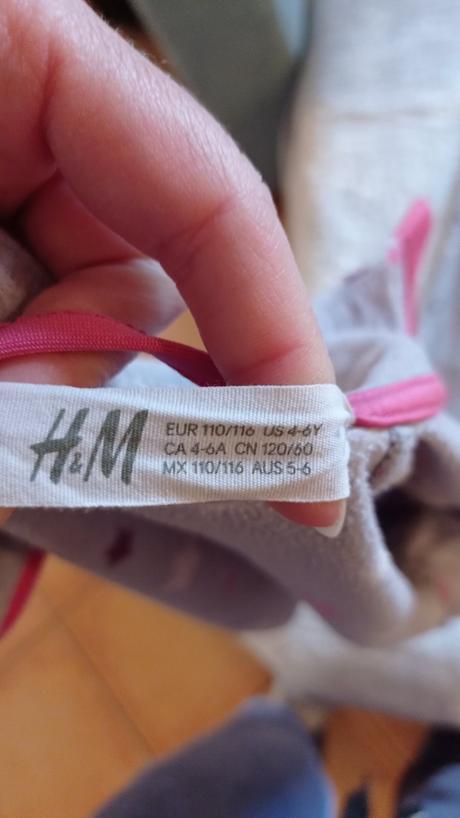 H&M
EUR 110/116 US 4-6Y
CA 4-6A CN 120/60
MX 110/116 AUS 5-6